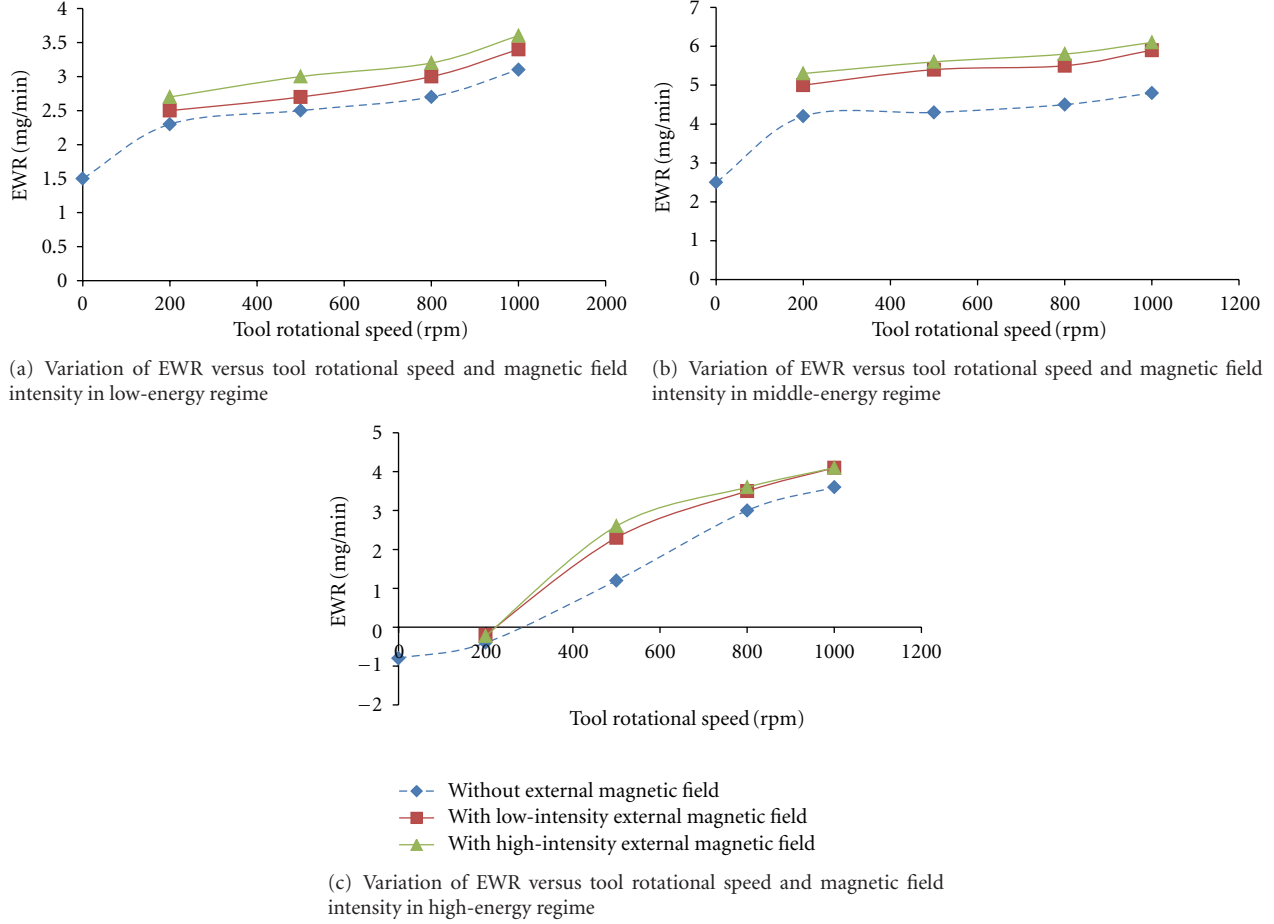 4
3.5
3
2.5
2
1.5
1
0.5
0
EWR (mg/min)
0 200 400 600 800 1000 2000
Tool rotational speed (rpm)
(a) Variation of EWR versus tool rotational speed and magnetic field
intensity in low-energy regime
7
6
5
4
3
2
1
0
EWR (mg/min)
0 200 400 600 800 1000 1200
Tool rotational speed (rpm)
(b) Variation of EWR versus tool rotational speed and magnetic field
intensity in middle-energy regime
5
4
3
2
1
0
−1
−2
EWR (mg/min)
0 200 400 600 800 1000 1200
Tool rotational speed (rpm)
Without external magnetic field
With low-intensity external magnetic field
With high-intensity external magnetic field
(c) Variation of EWR versus tool rotational speed and magnetic field
intensity in high-energy regime